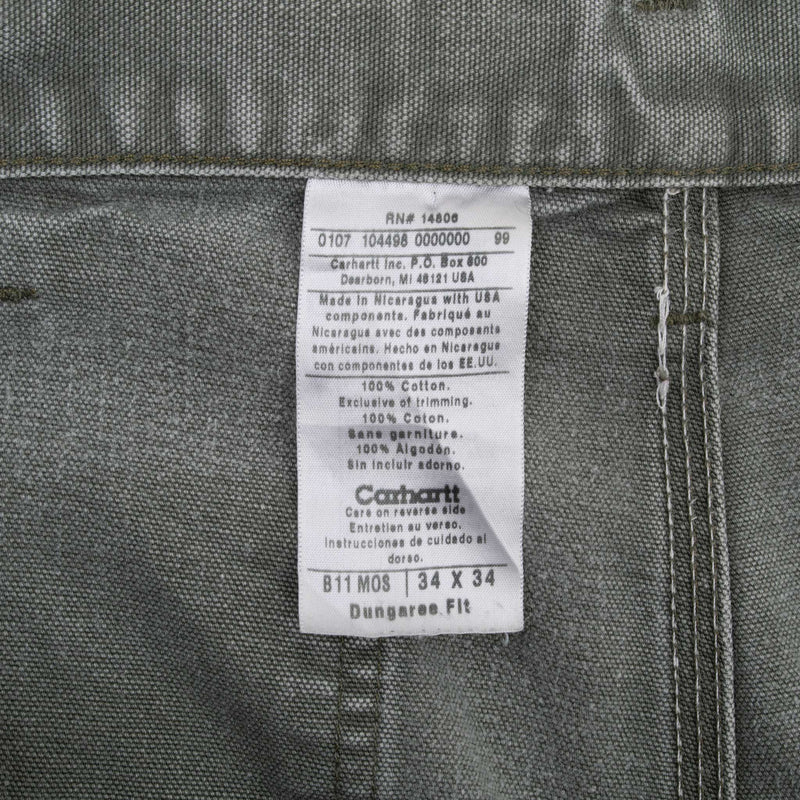 RN# 14806
0107 104498 0000000 99
Carhartt Inc. P.O. Box 600
Dearborn, MI 48121 USA
Made in Nicaragua with USA
components. Fabriqué au
Nicaragua avec des composants
américains. Hecho en Nicaragua
con componentes de los EE.UU.
100% Cotton.
Exclusive of trimming.
100% Coton.
Sans garniture.
100% Algodón.
Sin incluir adorno.
Carhartt
Care on reverse side
Entretien au verso.
Instrucciones de cuidado al
dorso.
B11 MOS | 34 X 34
Dungaree Fit